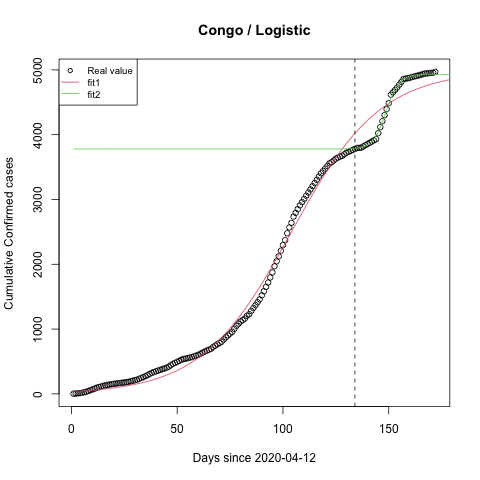 Congo / Logistic
Real value
fit1
fit2
Cumulative Confirmed cases
5000
4000
3000
2000
1000
0
0 50 100 150
Days since 2020-04-12